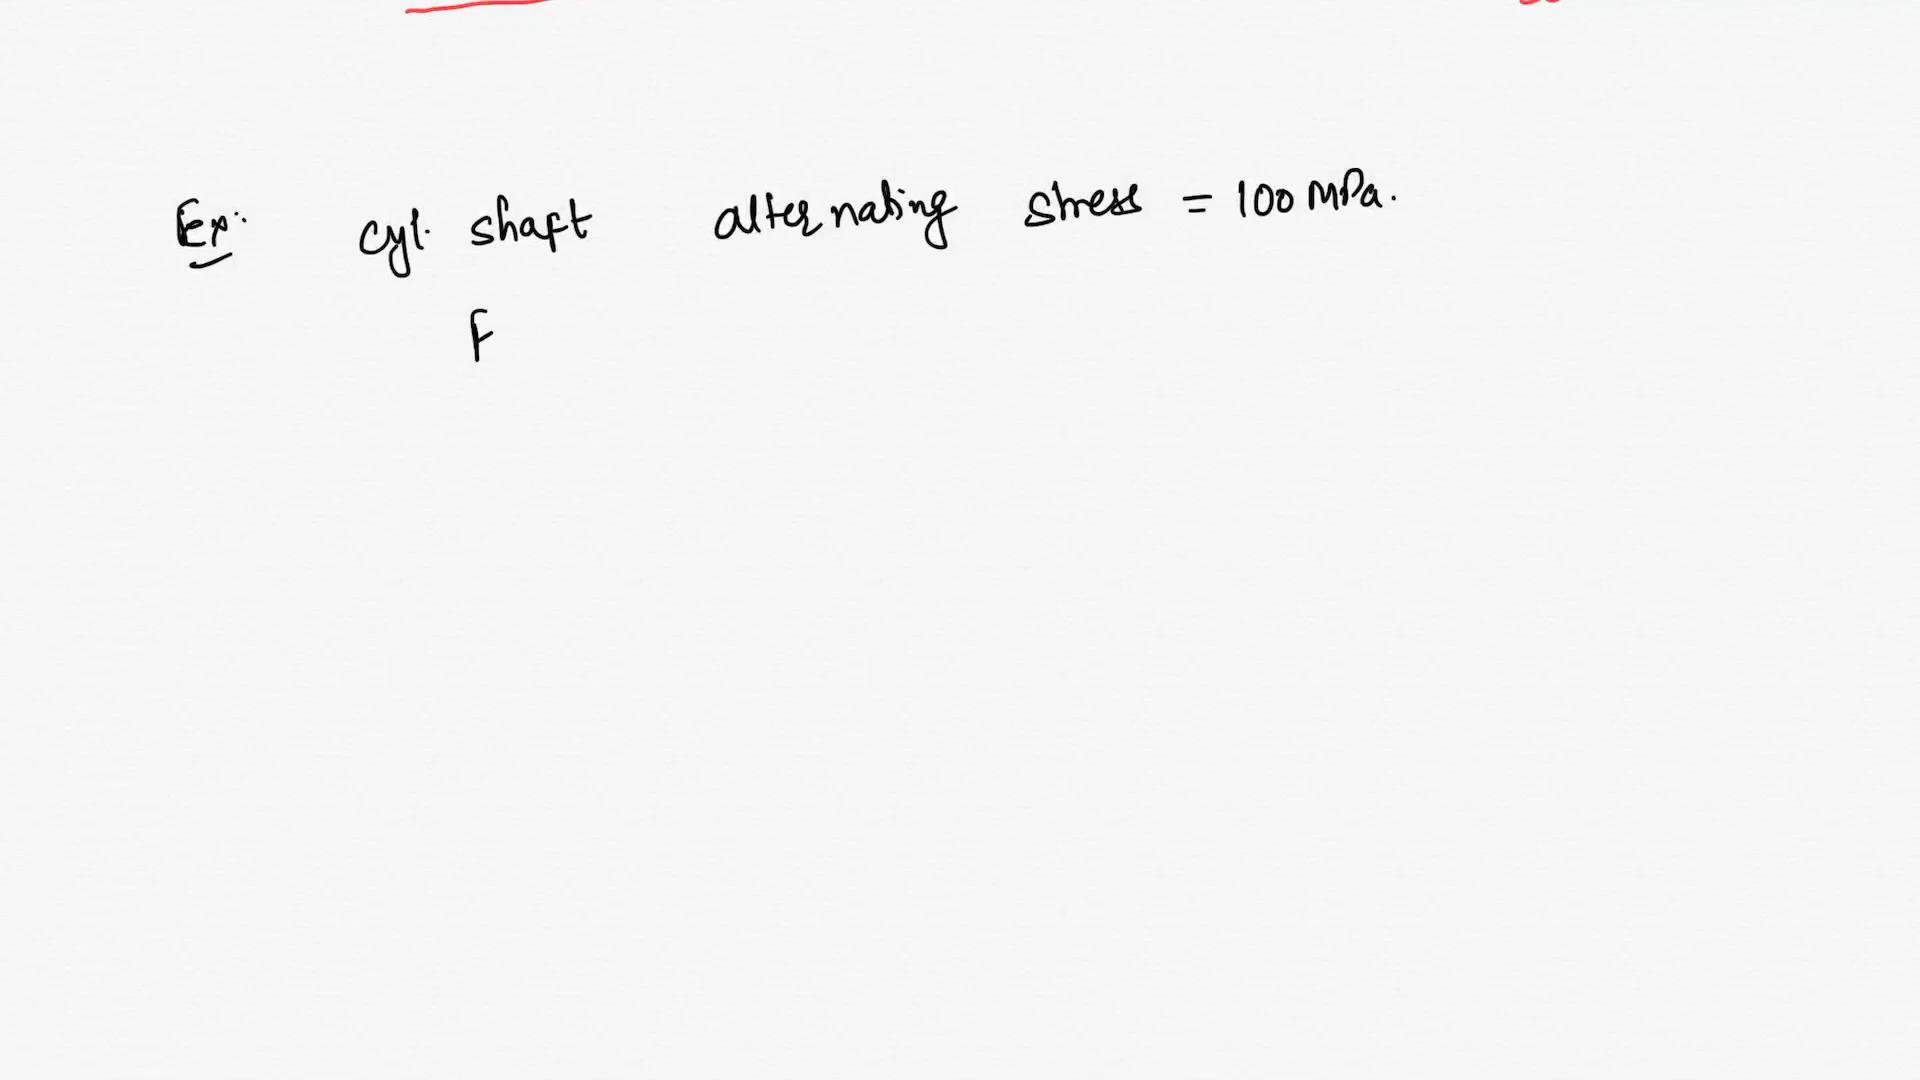 Ex:- cyl. shaft alternating stress = 100 MPa.
F